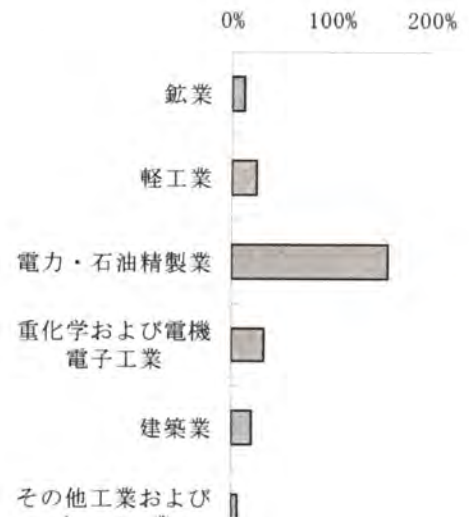 0% 100% 200%
鉱業
軽工業
電力・石油精製業
重化学および電機
電子工業
建築業
その他工業および